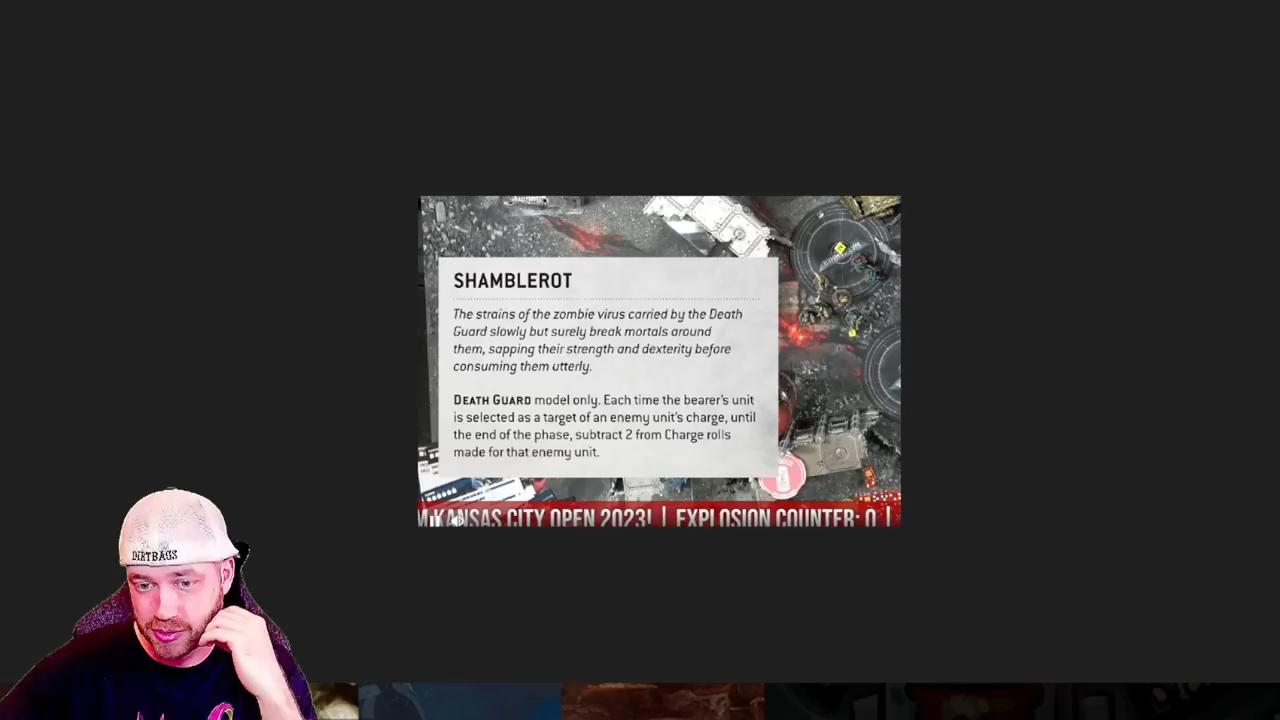 SHAMBLEROT
The strains of the zombie virus carried by the Death
Guard slowly but surely break mortals around
them, sapping their strength and dexterity before
consuming them utterly.
DEATH GUARD model only. Each time the bearer's unit
is selected as a target of an enemy unit's charge, until
the end of the phase, subtract 2 from Charge rolls
made for that enemy unit.
KANSAS CITY OPEN 2023! | EXPLOSION COUNTER: 0 |
DIRTBAGS